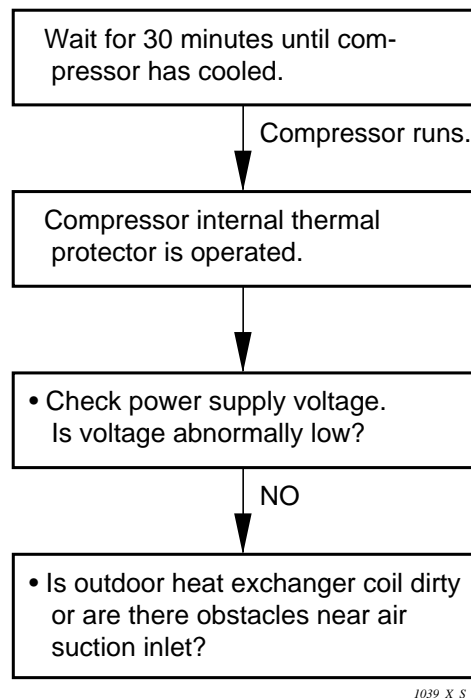 Wait for 30 minutes until com-
pressor has cooled.
Compressor runs.
Compressor internal thermal
protector is operated.
• Check power supply voltage.
Is voltage abnormally low?
NO
• Is outdoor heat exchanger coil dirty
or are there obstacles near air
suction inlet?
1039_X_S